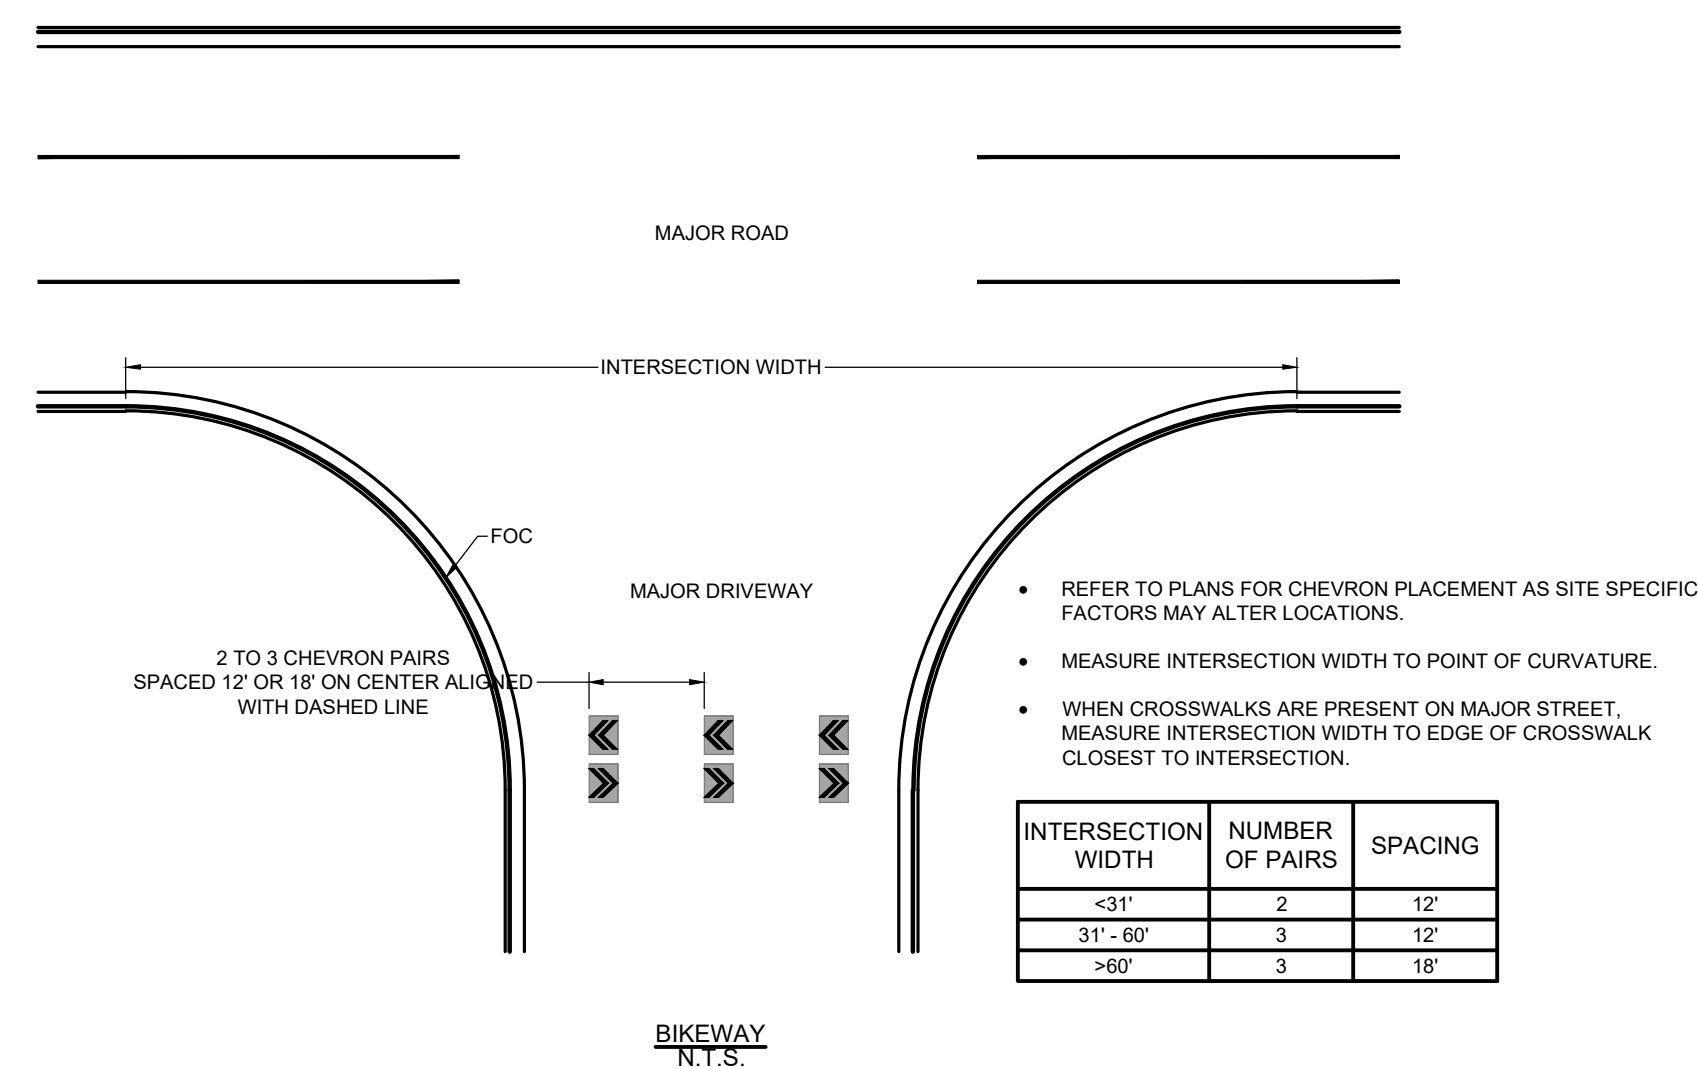 MAJOR ROAD
INTERSECTION WIDTH
FOC
MAJOR DRIVEWAY
2 TO 3 CHEVRON PAIRS
SPACED 12' OR 18' ON CENTER ALIGNED
WITH DASHED LINE
• REFER TO PLANS FOR CHEVRON PLACEMENT AS SITE SPECIFIC
FACTORS MAY ALTER LOCATIONS.
• MEASURE INTERSECTION WIDTH TO POINT OF CURVATURE.
• WHEN CROSSWALKS ARE PRESENT ON MAJOR STREET,
MEASURE INTERSECTION WIDTH TO EDGE OF CROSSWALK
CLOSEST TO INTERSECTION.
INTERSECTION WIDTH NUMBER OF PAIRS SPACING
<31' 2 12'
31' - 60' 3 12'
>60' 3 18'
BIKEWAY
N.T.S.